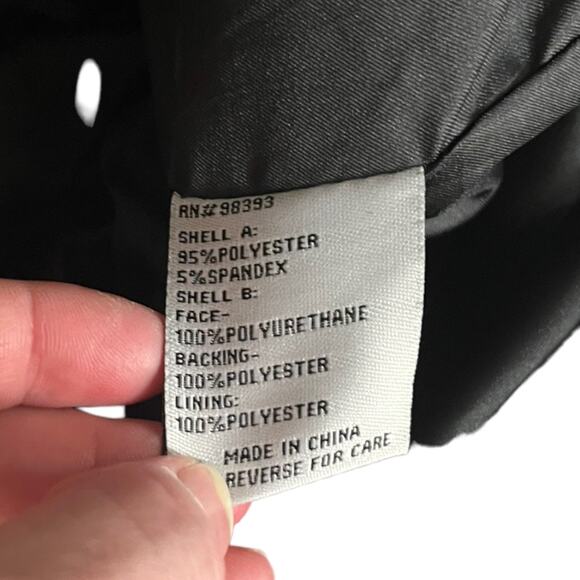 RN#98393
SHELL A:
95%POLYESTER
5%SPANDEX
SHELL B:
FACE-
100%POLYURETHANE
BACKING-
100%POLYESTER
LINING:
100%POLYESTER
MADE IN CHINA
REVERSE FOR CARE